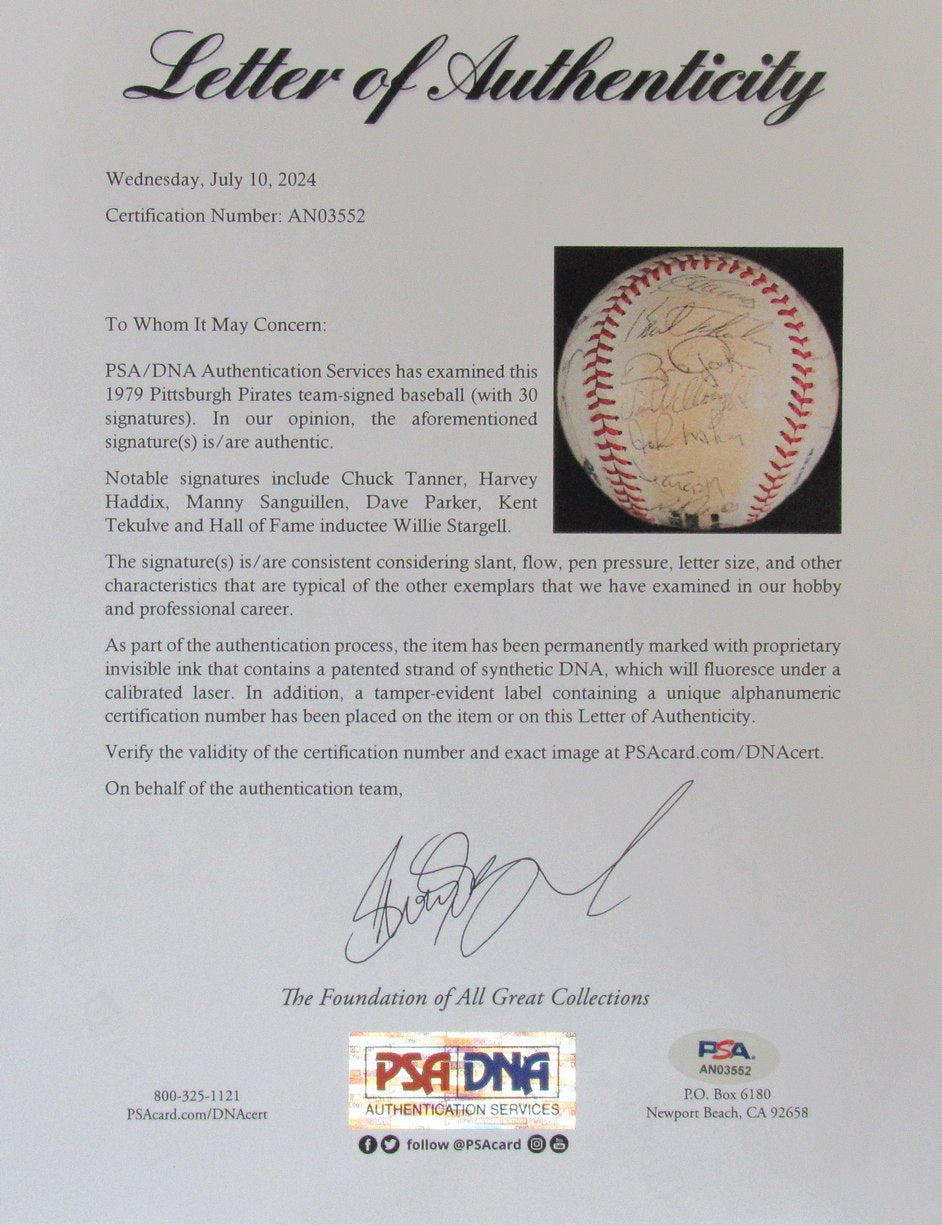 Letter of Authenticity
Wednesday, July 10, 2024
Certification Number: AN03552
To Whom It May Concern:
PSA/DNA Authentication Services has examined this
1979 Pittsburgh Pirates team-signed baseball (with 30
signatures). In our opinion, the aforementioned
signature(s) is/are authentic.
Notable signatures include Chuck Tanner, Harvey
Haddix, Manny Sanguillen, Dave Parker, Kent
Tekulve and Hall of Fame inductee Willie Stargell.
The signature(s) is/are consistent considering slant, flow, pen pressure, letter size, and other
characteristics that are typical of the other exemplars that we have examined in our hobby
and professional career.
As part of the authentication process, the item has been permanently marked with proprietary
invisible ink that contains a patented strand of synthetic DNA, which will fluoresce under a
calibrated laser. In addition, a tamper-evident label containing a unique alphanumeric
certification number has been placed on the item or on this Letter of Authenticity.
Verify the validity of the certification number and exact image at PSAcard.com/DNAcert.
On behalf of the authentication team,
The Foundation of All Great Collections
PSA DNA
AUTHENTICATION SERVICES
PSA.
AN03552
800-325-1121
PSAcard.com/DNAcert
P.O. Box 6180
Newport Beach, CA 92658
follow @PSAcard